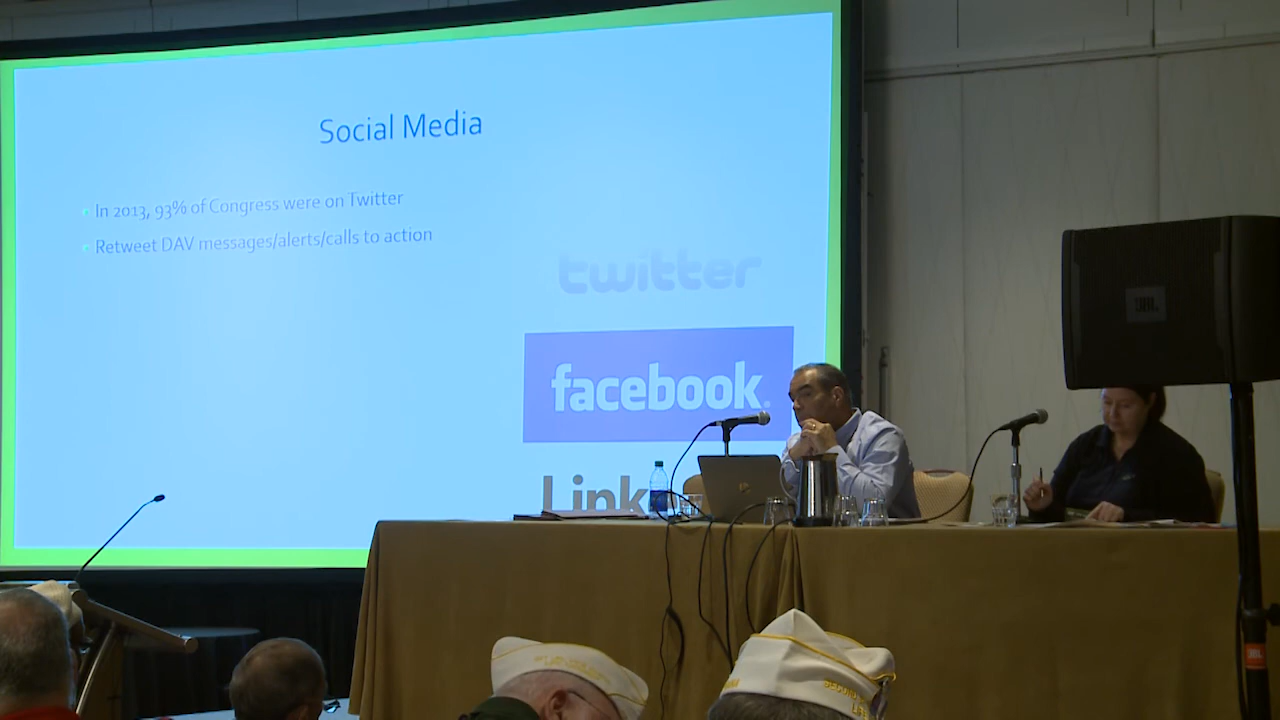 Social Media
In 2013, 93% of Congress were on Twitter
Retweet DAV messages/alerts/calls to action
twitter
facebook®
Link
JBL
JBL